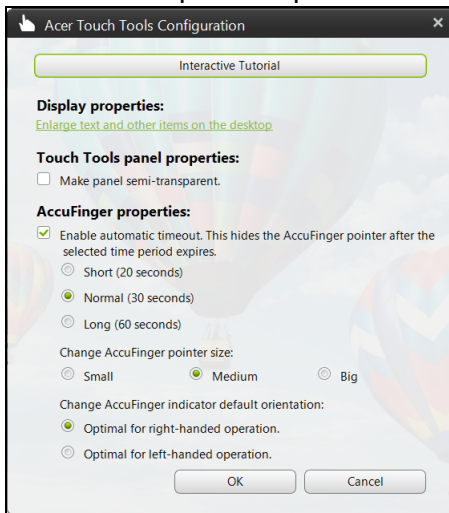 Acer Touch Tools Configuration
Interactive Tutorial
Display properties:
Enlarge text and other items on the desktop
Touch Tools panel properties:
Make panel semi-transparent.
AccuFinger properties:
Enable automatic timeout. This hides the AccuFinger pointer after the
selected time period expires.
Short (20 seconds)
Normal (30 seconds)
Long (60 seconds)
Change AccuFinger pointer size:
Small Medium Big
Change AccuFinger indicator default orientation:
Optimal for right-handed operation.
Optimal for left-handed operation.
OK Cancel